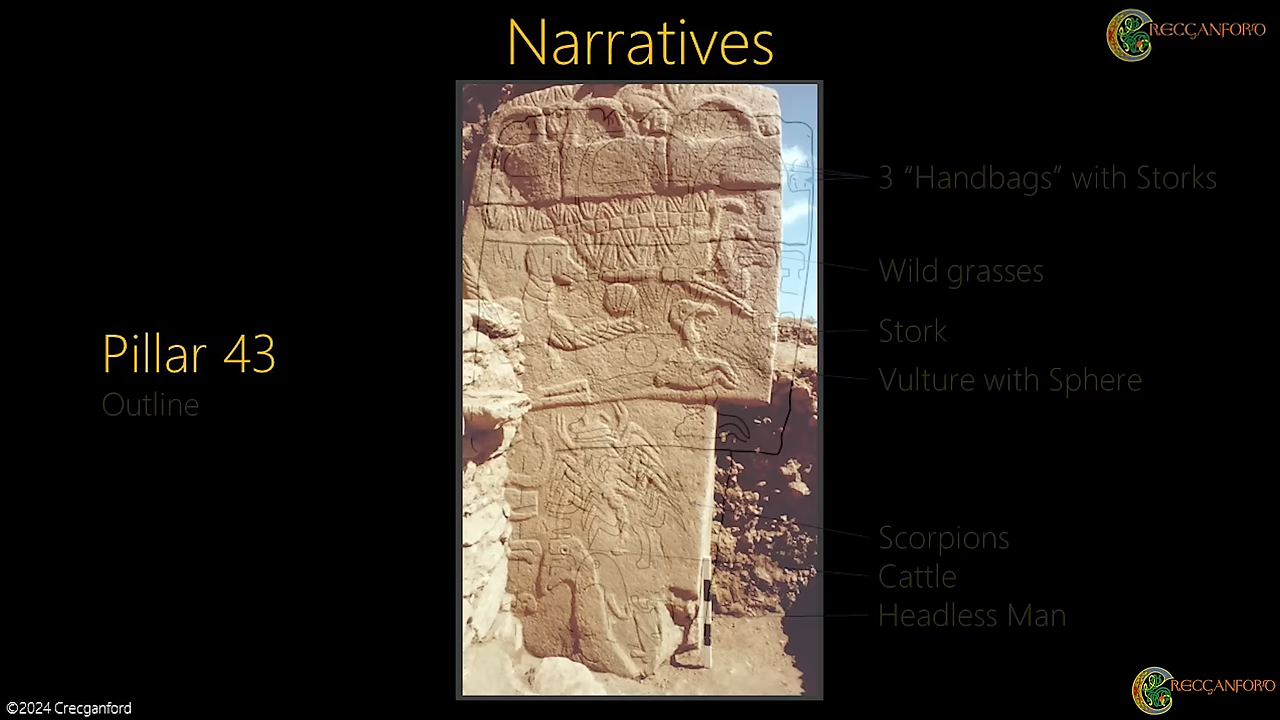 Narratives
CRECGANFORD
3 “Handbags” with Storks
Wild grasses
Stork
Pillar 43
Vulture with Sphere
Outline
Scorpions
Cattle
Headless Man
CRECGANFORD
©2024 Crecganford